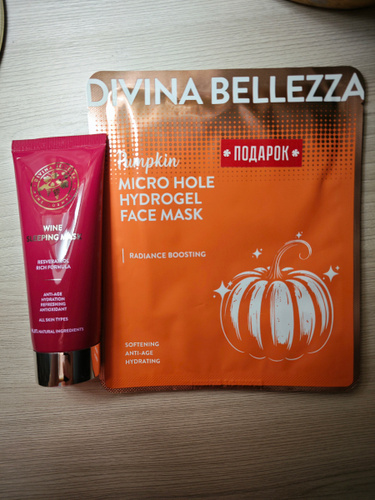 DIVINA BELLEZZA
ПОДАРОК
Pumpkin
MICRO HOLE
HYDROGEL
FACE MASK
RADIANCE BOOSTING
SOFTENING
ANTI-AGE
HYDRATING
WINE
SLEEPING MASK
RESVERATROL
RICH FORMULA
ANTI-AGE
HYDRATION
REFRESHING
ANTIOXIDANT
ALL SKIN TYPES
NATURAL INGREDIENTS